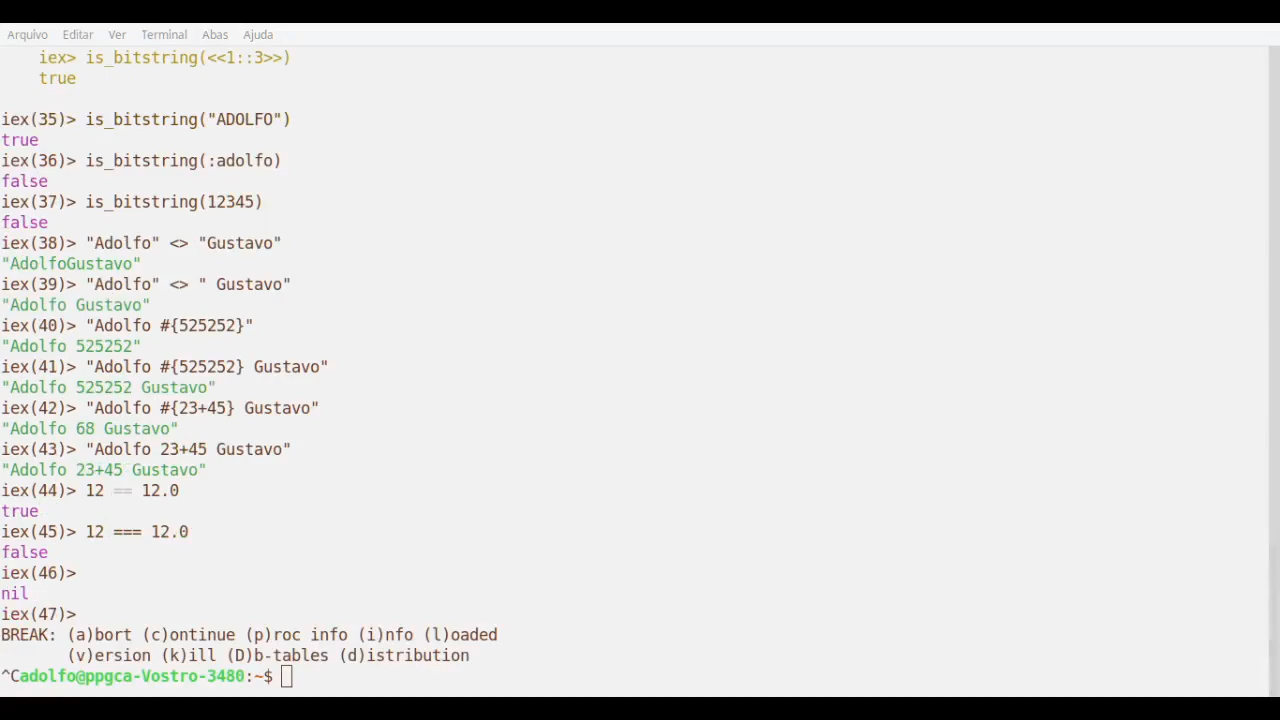 Arquivo Editar Ver Terminal Abas Ajuda
iex> is_bitstring(<<1::3>>)
true
iex(35)> is_bitstring("ADOLFO")
true
iex(36)> is_bitstring(:adolfo)
false
iex(37)> is_bitstring(12345)
false
iex(38)> "Adolfo" <> "Gustavo"
"AdolfoGustavo"
iex(39)> "Adolfo" <> " Gustavo"
"Adolfo Gustavo"
iex(40)> "Adolfo #{525252}"
"Adolfo 525252"
iex(41)> "Adolfo #{525252} Gustavo"
"Adolfo 525252 Gustavo"
iex(42)> "Adolfo #{23+45} Gustavo"
"Adolfo 68 Gustavo"
iex(43)> "Adolfo 23+45 Gustavo"
"Adolfo 23+45 Gustavo"
iex(44)> 12 == 12.0
true
iex(45)> 12 === 12.0
false
iex(46)>
nil
iex(47)>
BREAK: (a)bort (c)ontinue (p)roc info (i)nfo (l)oaded
(v)ersion (k)ill (D)b-tables (d)istribution
^Cadolfo@ppgca-Vostro-3480:~$